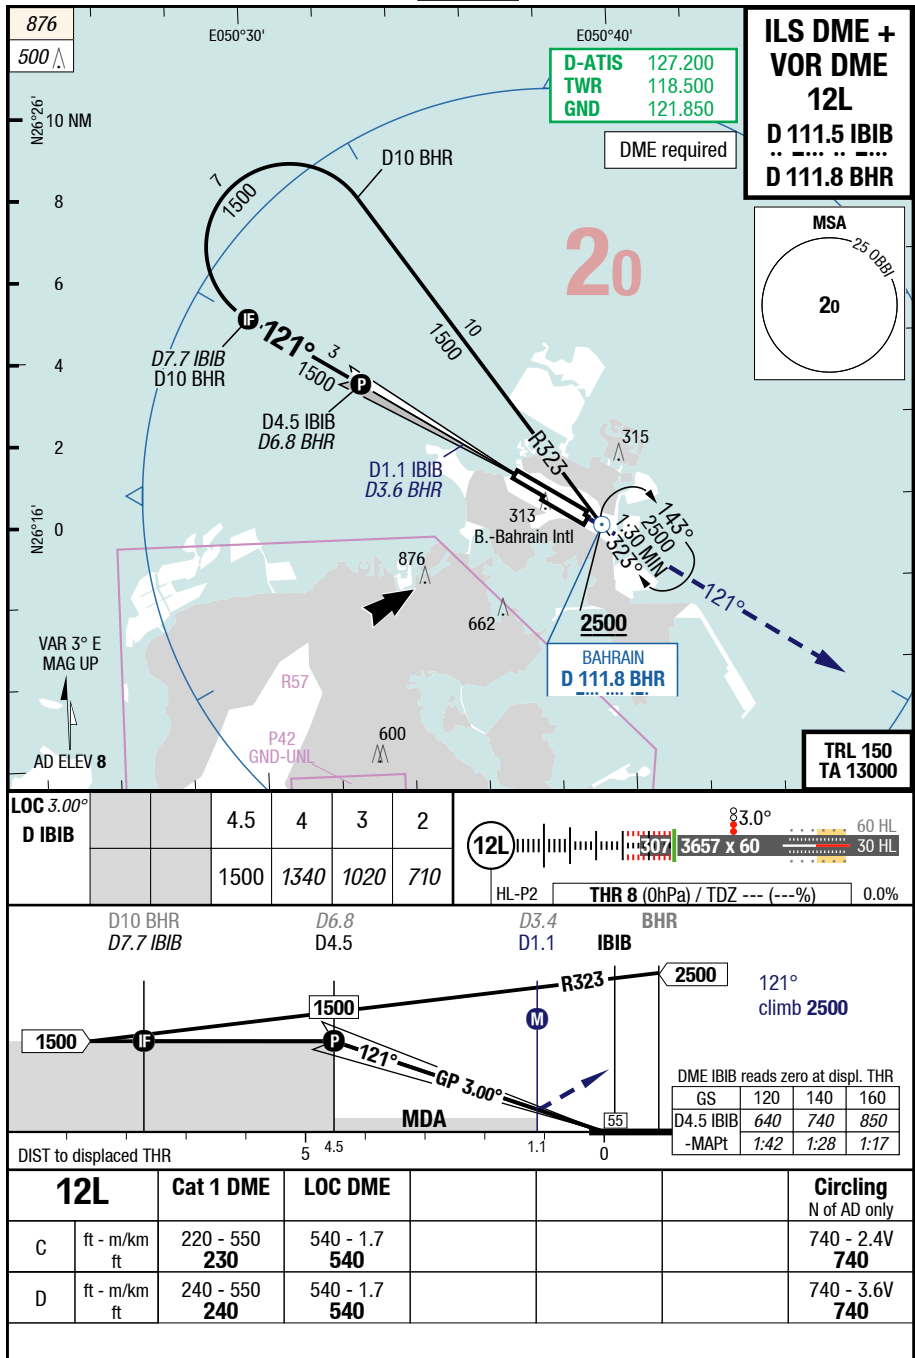 876
500
E050°30'
E050°40'
ILS DME +
VOR DME
12L
D 111.5 IBIB
D 111.8 BHR
D-ATIS 127.200
TWR 118.500
GND 121.850
DME required
N26°26'
10 NM
8
6
4
2
0
N26°16'
MSA
25 OBBI
20
20
D10 BHR
7
1500
10
1500
IF
121°
3
1500
P
D7.7 IBIB
D10 BHR
D4.5 IBIB
D6.8 BHR
D1.1 IBIB
D3.6 BHR
R323
315
313
B.-Bahrain Intl
143°
2500
1:30 MIN
323°
121°
876
662
2500
BAHRAIN
D 111.8 BHR
VAR 3° E
MAG UP
AD ELEV 8
R57
P42
GND-UNL
600
TRL 150
TA 13000
LOC 3.00°
D IBIB
4.5 4 3 2
1500 1340 1020 710
12L
307
3657 x 60
3.0°
60 HL
30 HL
HL-P2
THR 8 (0hPa) / TDZ --- (---%)
0.0%
D10 BHR D6.8 D3.4 BHR
D7.7 IBIB D4.5 D1.1 IBIB
R323
2500
121°
climb 2500
1500
1500
IF
P
M
121°
GP 3.00°
MDA
55
DME IBIB reads zero at displ. THR
GS 120 140 160
D4.5 IBIB 640 740 850
-MAPt 1:42 1:28 1:17
DIST to displaced THR
5 4.5 1.1 0
12L Cat 1 DME LOC DME Circling
N of AD only
C ft - m/km 220 - 550 540 - 1.7 740 - 2.4V
ft 230 540 740
D ft - m/km 240 - 550 540 - 1.7 740 - 3.6V
ft 240 540 740